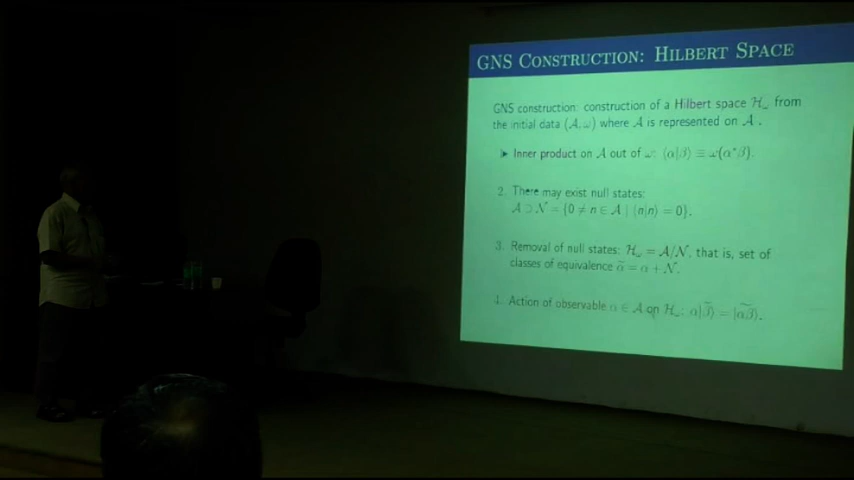 GNS CONSTRUCTION: HILBERT SPACE
GNS construction: construction of a Hilbert space ℋ_ω from
the initial data (𝒜, ω) where 𝒜 is represented on 𝒜.
▶ Inner product on 𝒜 out of ω: ⟨α|β⟩ ≡ ω(α*β).
2. There may exist null states:
𝒜 ⊃ 𝒩 = {0 ≠ n ∈ 𝒜 | ⟨n|n⟩ = 0}.
3. Removal of null states: ℋ_ω = 𝒜/𝒩, that is, set of
classes of equivalence α̃ = α + 𝒩.
4. Action of observable α ∈ 𝒜 on ℋ_ω: α|β̃⟩ = |α͠β⟩.